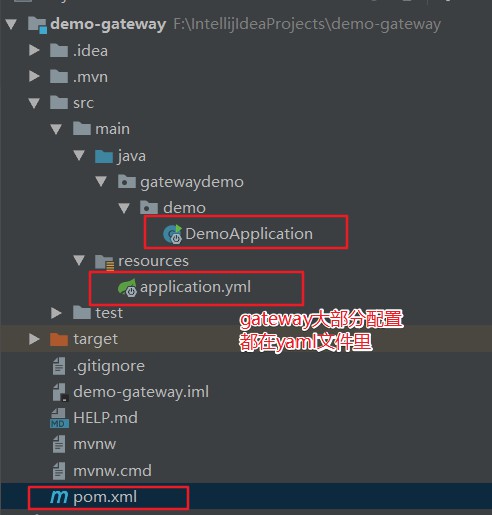 demo-gateway F:\IntellijIdeaProjects\demo-gateway
.idea
.mvn
src
main
java
gatewaydemo
demo
DemoApplication
resources
application.yml
gateway大部分配置
都在yaml文件里
test
target
.gitignore
demo-gateway.iml
HELP.md
mvnw
mvnw.cmd
pom.xml